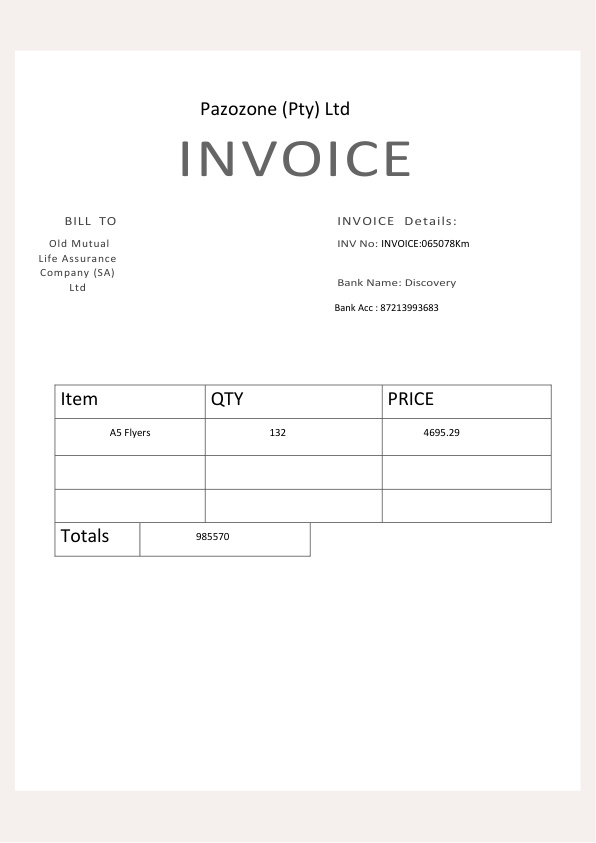 Pazozone (Pty) Ltd
INVOICE
BILL TO
Old Mutual
Life Assurance
Company (SA)
Ltd
INVOICE Details:
INV No: INVOICE:065078Km
Bank Name: Discovery
Bank Acc : 87213993683
Item QTY PRICE
A5 Flyers 132 4695.29
Totals 985570